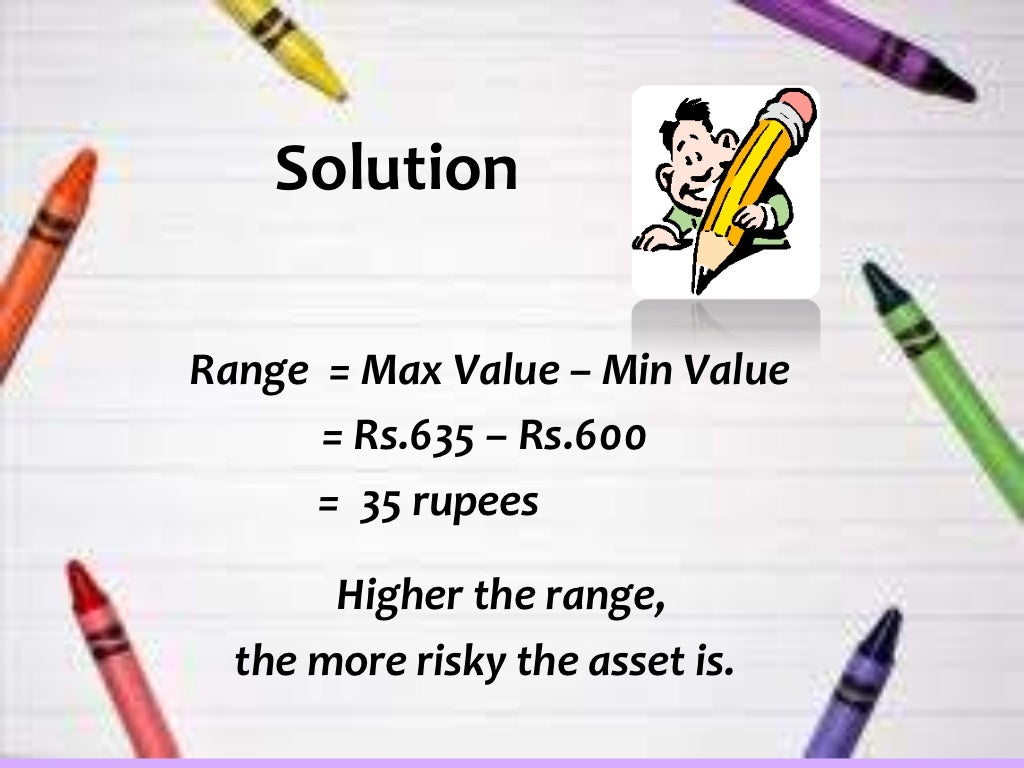 Solution
Range = Max Value – Min Value
= Rs.635 – Rs.600
= 35 rupees
Higher the range,
the more risky the asset is.